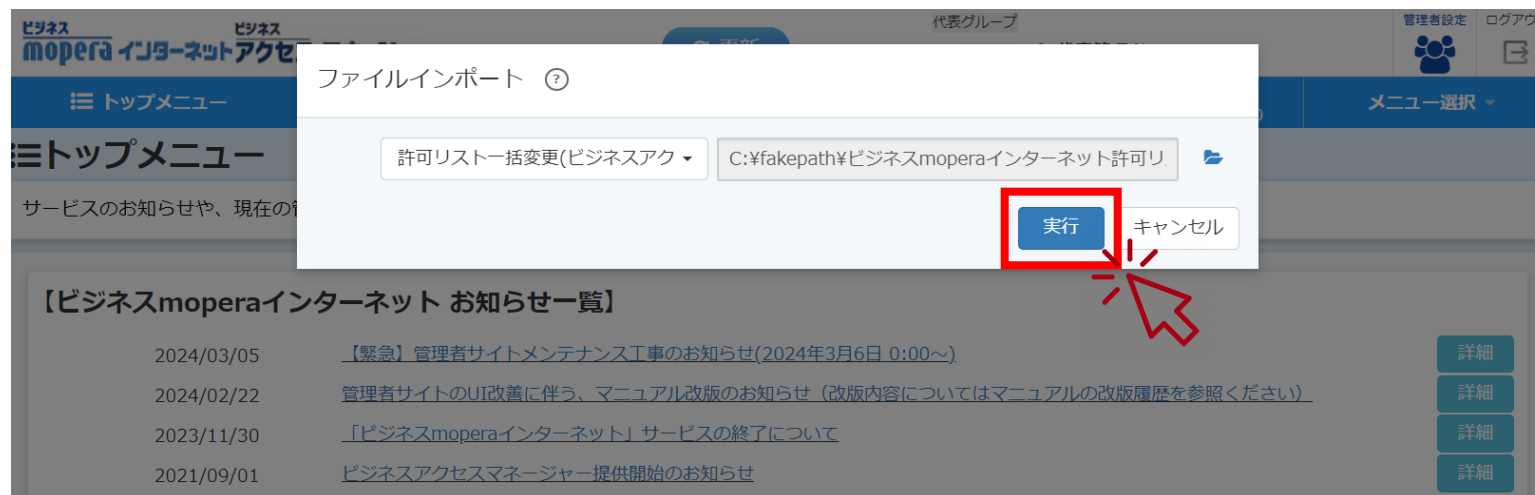 ビジネス ビジネス
mopera インターネットアクセ
更新
代表グループ
管理者設定
ログアウ
トップメニュー
メニュー選択
トップメニュー
サービスのお知らせや、現在の
ファイルインポート ?
許可リスト一括変更(ビジネスアク
C:¥fakepath¥ビジネスmoperaインターネット許可リ
実行
キャンセル
【ビジネスmoperaインターネット お知らせ一覧】
2024/03/05 【緊急】管理者サイトメンテナンス工事のお知らせ(2024年3月6日 0:00～) 詳細
2024/02/22 管理者サイトのUI改善に伴う、マニュアル改版のお知らせ（改版内容についてはマニュアルの改版履歴を参照ください） 詳細
2023/11/30 「ビジネスmoperaインターネット」サービスの終了について 詳細
2021/09/01 ビジネスアクセスマネージャー提供開始のお知らせ 詳細